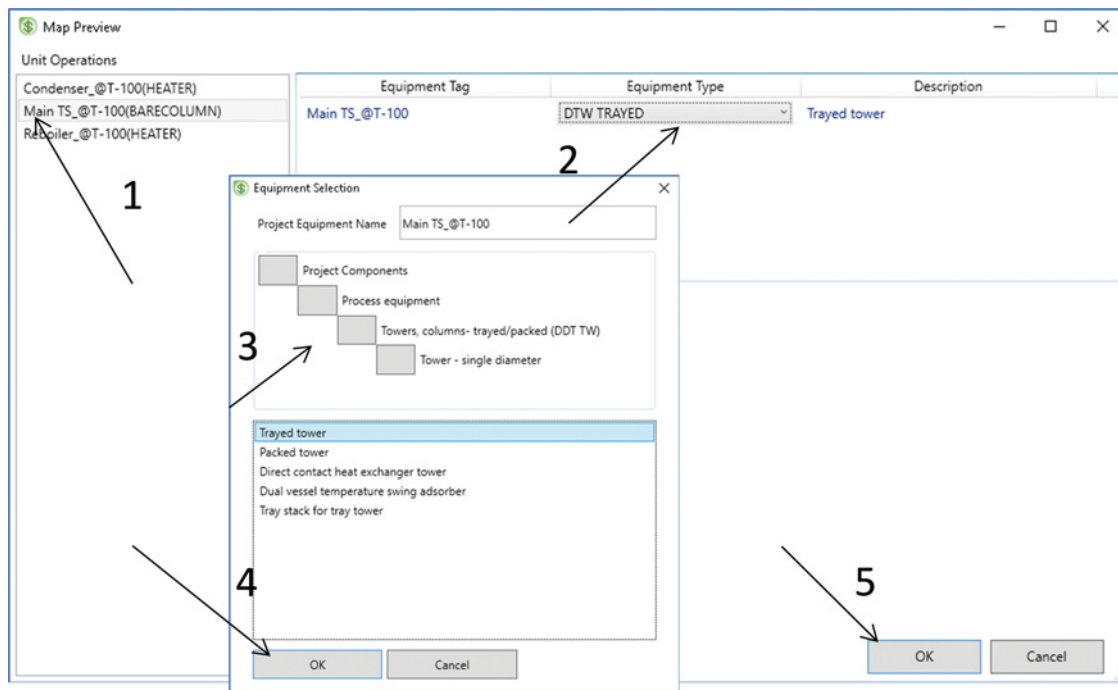 Map Preview
Unit Operations
Condenser_@T-100(HEATER)
Main TS_@T-100(BARECOLUMN)
Reboiler_@T-100(HEATER)
1
Equipment Tag Equipment Type Description
Main TS_@T-100 DTW TRAYED Trayed tower
2
Equipment Selection
Project Equipment Name Main TS_@T-100
Project Components
Process equipment
Towers, columns- trayed/packed (DDT TW)
Tower - single diameter
3
Trayed tower
Packed tower
Direct contact heat exchanger tower
Dual vessel temperature swing adsorber
Tray stack for tray tower
4
OK Cancel
5
OK Cancel